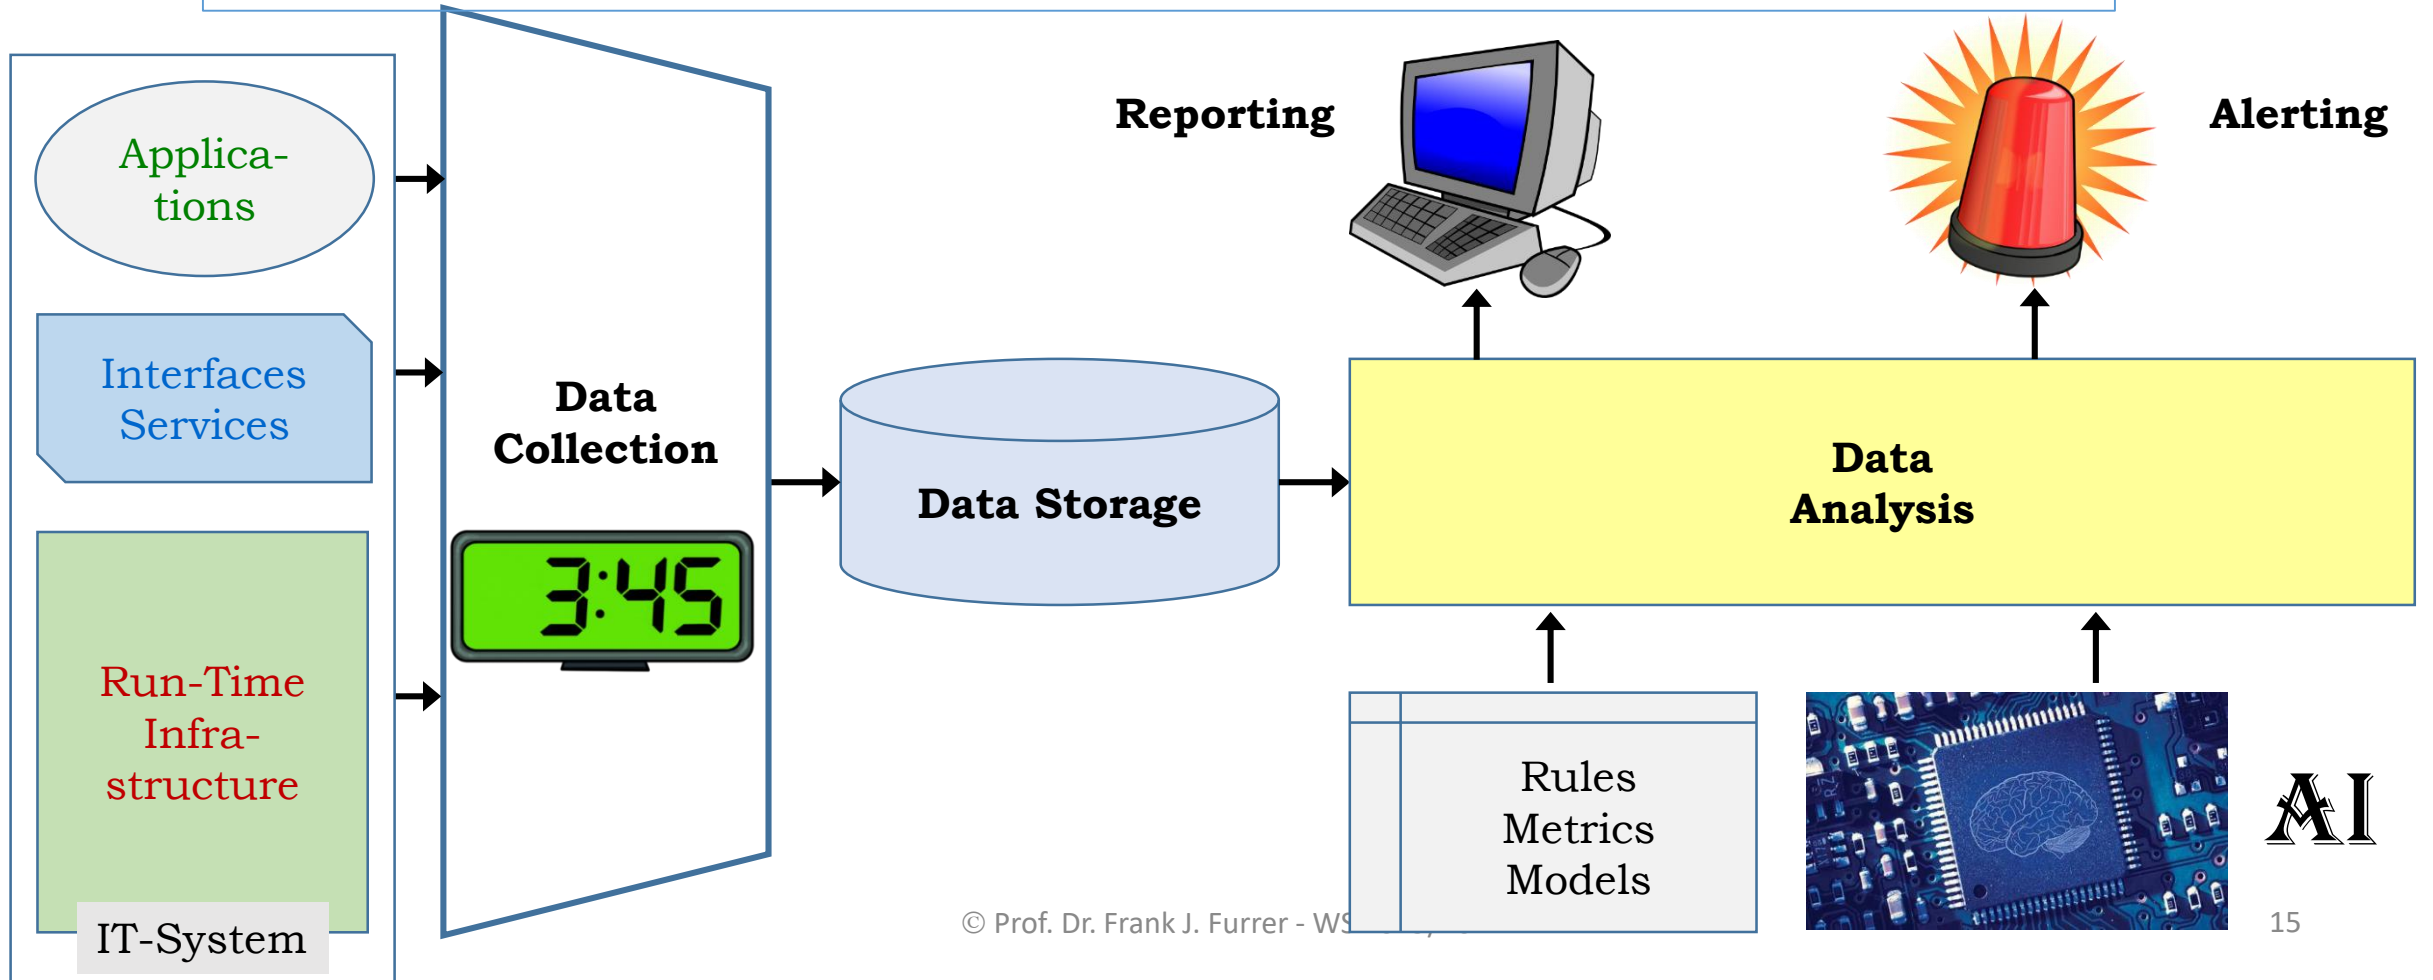 Applica-
tions
Interfaces
Services
Run-Time
Infra-
structure
IT-System
Data
Collection
3:45
Data Storage
Reporting
Alerting
Data
Analysis
Rules
Metrics
Models
AI
© Prof. Dr. Frank J. Furrer - WS
15